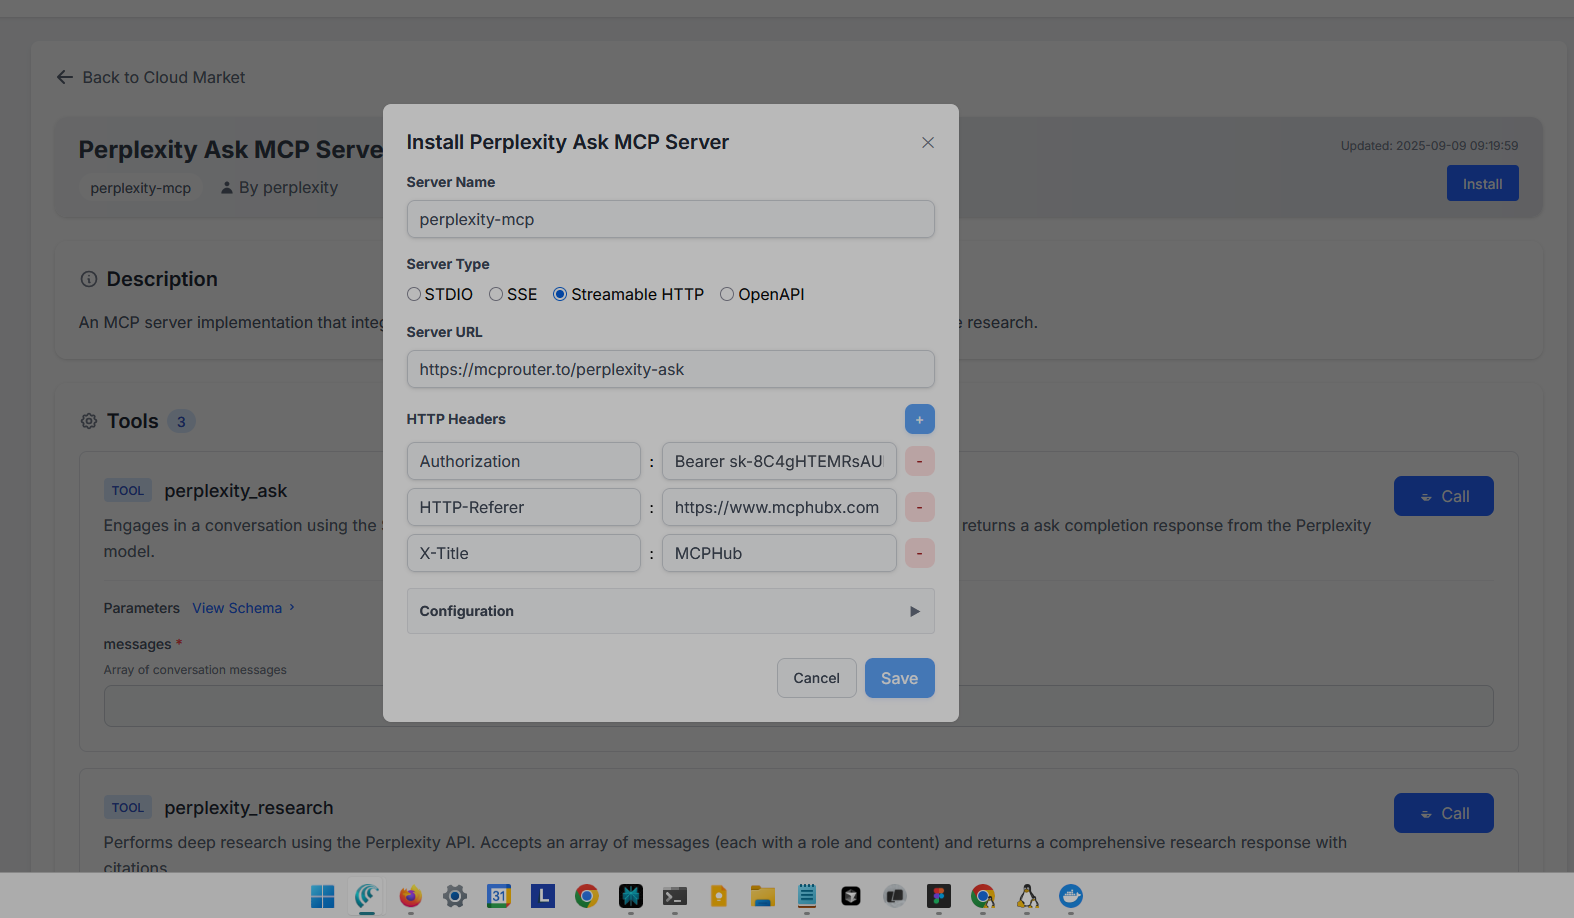 Back to Cloud Market
Perplexity Ask MCP Serve
perplexity-mcp
By perplexity
Updated: 2025-09-09 09:19:59
Install
Install Perplexity Ask MCP Server
Server Name
perplexity-mcp
Server Type
STDIO SSE Streamable HTTP OpenAPI
Server URL
https://mcprouter.to/perplexity-ask
HTTP Headers
+
Authorization : Bearer sk-8C4gHTEMRsAU -
HTTP-Referer : https://www.mcphubx.com -
X-Title : MCPHub -
Configuration
Cancel Save
Description
An MCP server implementation that integ
e research.
Tools 3
TOOL perplexity_ask
Call
Engages in a conversation using the
returns a ask completion response from the Perplexity
model.
Parameters View Schema
messages *
Array of conversation messages
TOOL perplexity_research
Call
Performs deep research using the Perplexity API. Accepts an array of messages (each with a role and content) and returns a comprehensive research response with
citations.
31
L